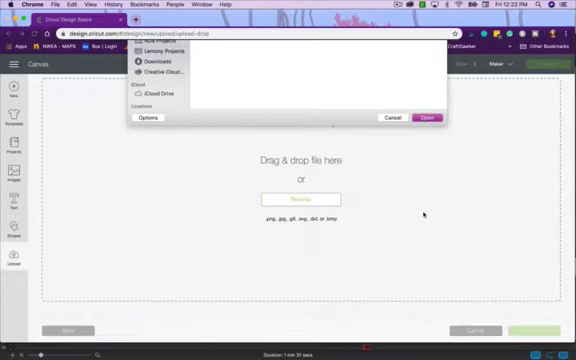 Chrome File Edit View History Bookmarks People Window Help
Fri 12:22 PM
Cricut Design Space
design.cricut.com/#/design/new/upload/upload-drop
Apps NWEA - MAPS Box | Login
CraftGawker Other Bookmarks
Canvas
Maker
Lemony Projects
Downloads
Creative Cloud...
iCloud
iCloud Drive
Locations
Options Cancel Open
New
Templates
Projects
Images
Text
Shapes
Upload
Drag & drop file here
or
Browse
.png, .jpg, .gif, .svg, .dxf, or .bmp
Cancel
Duration: 1 min 37 secs